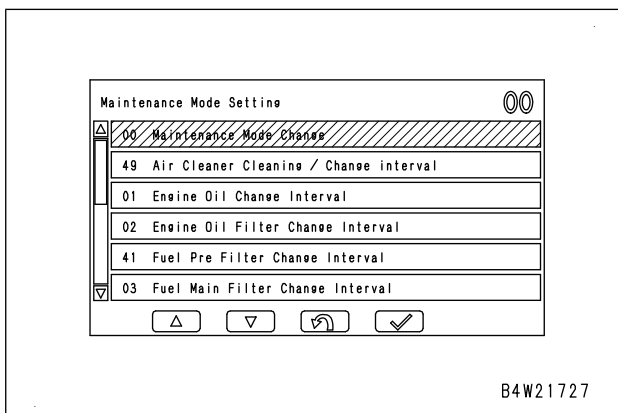 Maintenance Mode Setting 00
00 Maintenance Mode Change
49 Air Cleaner Cleaning / Change interval
01 Engine Oil Change Interval
02 Engine Oil Filter Change Interval
41 Fuel Pre Filter Change Interval
03 Fuel Main Filter Change Interval
B4W21727